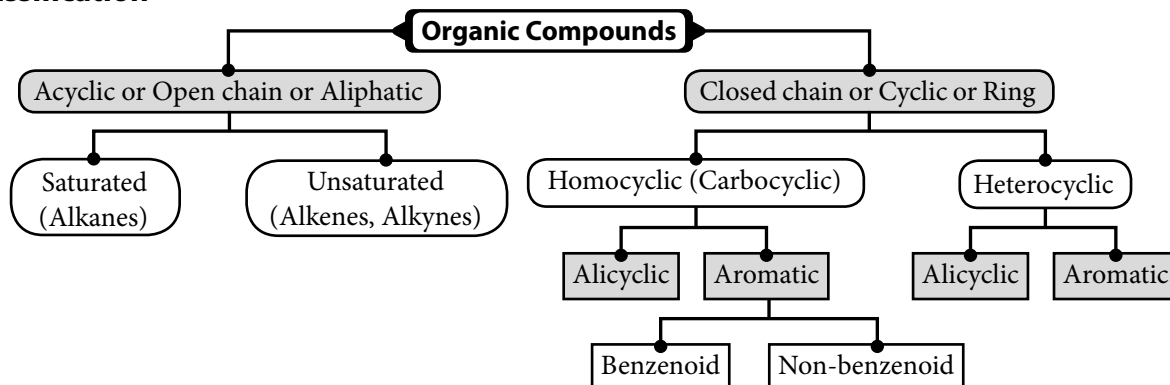 Organic Compounds
Acyclic or Open chain or Aliphatic
Closed chain or Cyclic or Ring
Saturated
(Alkanes)
Unsaturated
(Alkenes, Alkynes)
Homocyclic (Carbocyclic)
Heterocyclic
Alicyclic
Aromatic
Alicyclic
Aromatic
Benzenoid
Non-benzenoid